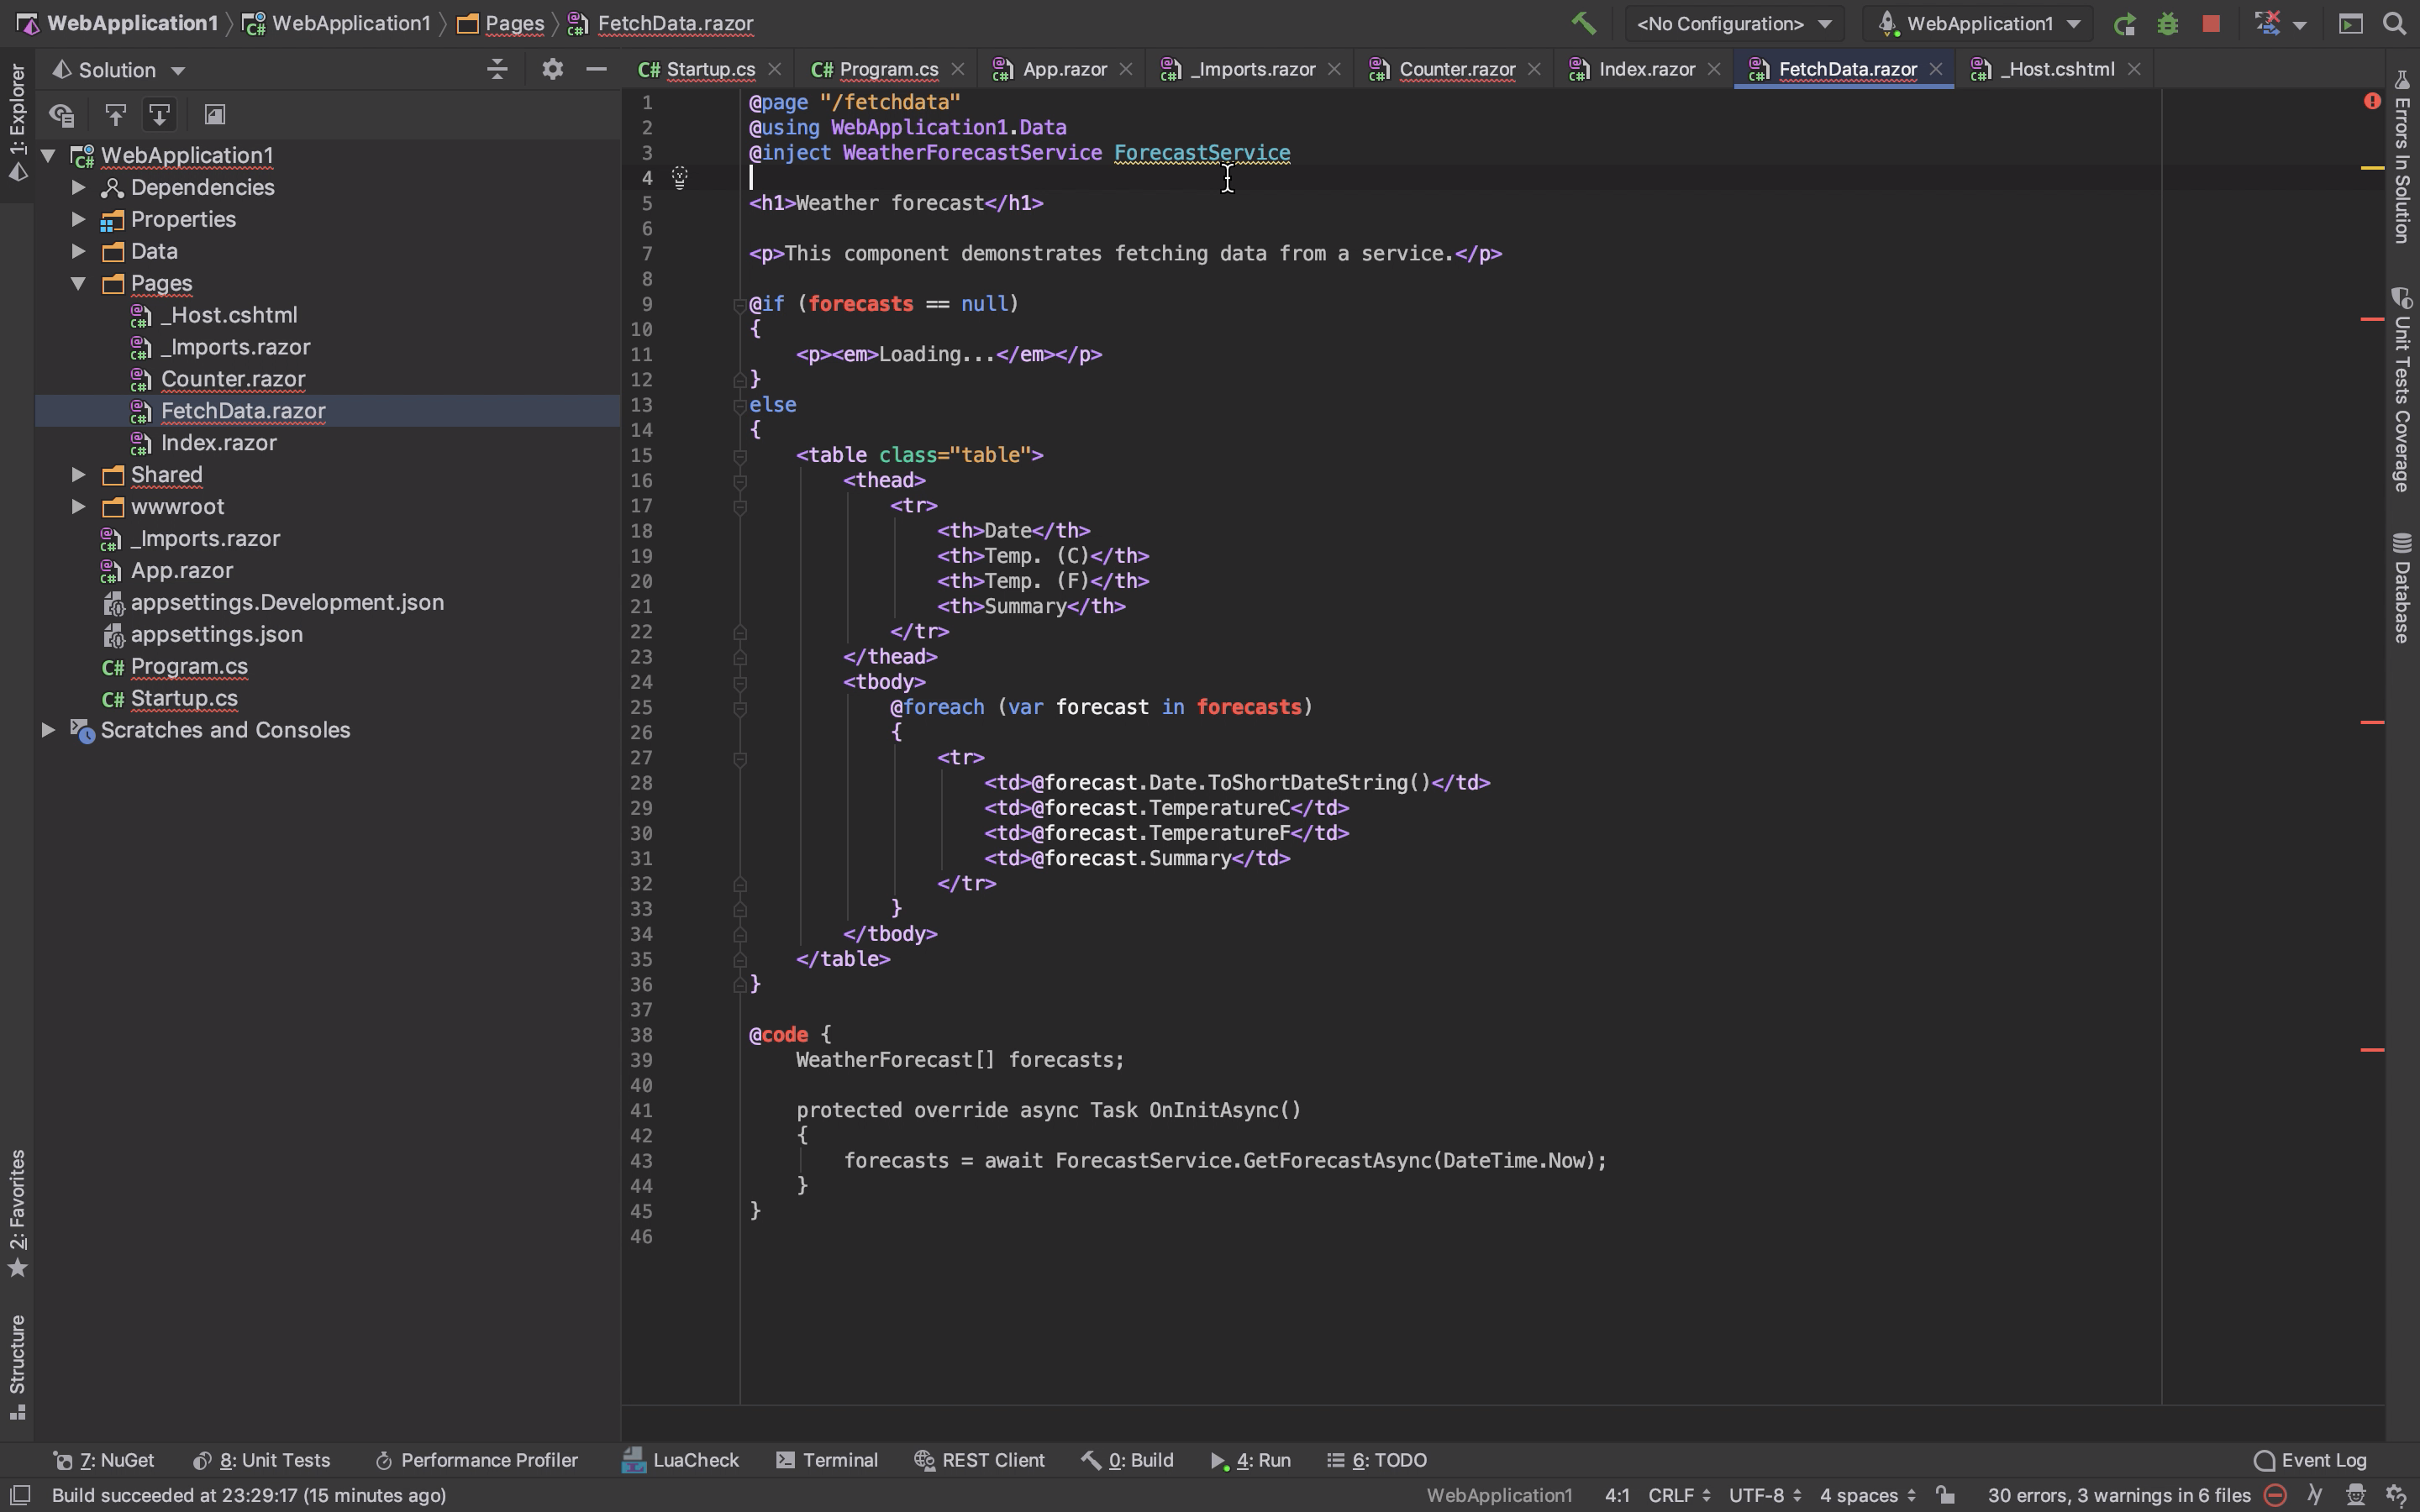 WebApplication1 WebApplication1 Pages FetchData.razor <No Configuration> WebApplication1
Solution
1: Explorer
WebApplication1
Dependencies
Properties
Data
Pages
_Host.cshtml
_Imports.razor
Counter.razor
FetchData.razor
Index.razor
Shared
wwwroot
_Imports.razor
App.razor
appsettings.Development.json
appsettings.json
C# Program.cs
C# Startup.cs
Scratches and Consoles
2: Favorites
Structure
C# Startup.cs C# Program.cs App.razor _Imports.razor Counter.razor Index.razor FetchData.razor _Host.cshtml
1 @page "/fetchdata"
2 @using WebApplication1.Data
3 @inject WeatherForecastService ForecastService
4
5 <h1>Weather forecast</h1>
6
7 <p>This component demonstrates fetching data from a service.</p>
8
9 @if (forecasts == null)
10 {
11     <p><em>Loading...</em></p>
12 }
13 else
14 {
15     <table class="table">
16         <thead>
17             <tr>
18                 <th>Date</th>
19                 <th>Temp. (C)</th>
20                 <th>Temp. (F)</th>
21                 <th>Summary</th>
22             </tr>
23         </thead>
24         <tbody>
25             @foreach (var forecast in forecasts)
26             {
27                 <tr>
28                     <td>@forecast.Date.ToShortDateString()</td>
29                     <td>@forecast.TemperatureC</td>
30                     <td>@forecast.TemperatureF</td>
31                     <td>@forecast.Summary</td>
32                 </tr>
33             }
34         </tbody>
35     </table>
36 }
37
38 @code {
39     WeatherForecast[] forecasts;
40
41     protected override async Task OnInitAsync()
42     {
43         forecasts = await ForecastService.GetForecastAsync(DateTime.Now);
44     }
45 }
46
Errors In Solution
Unit Tests Coverage
Database
7: NuGet 8: Unit Tests Performance Profiler LuaCheck Terminal REST Client 0: Build 4: Run 6: TODO Event Log
Build succeeded at 23:29:17 (15 minutes ago) WebApplication1 4:1 CRLF UTF-8 4 spaces 30 errors, 3 warnings in 6 files